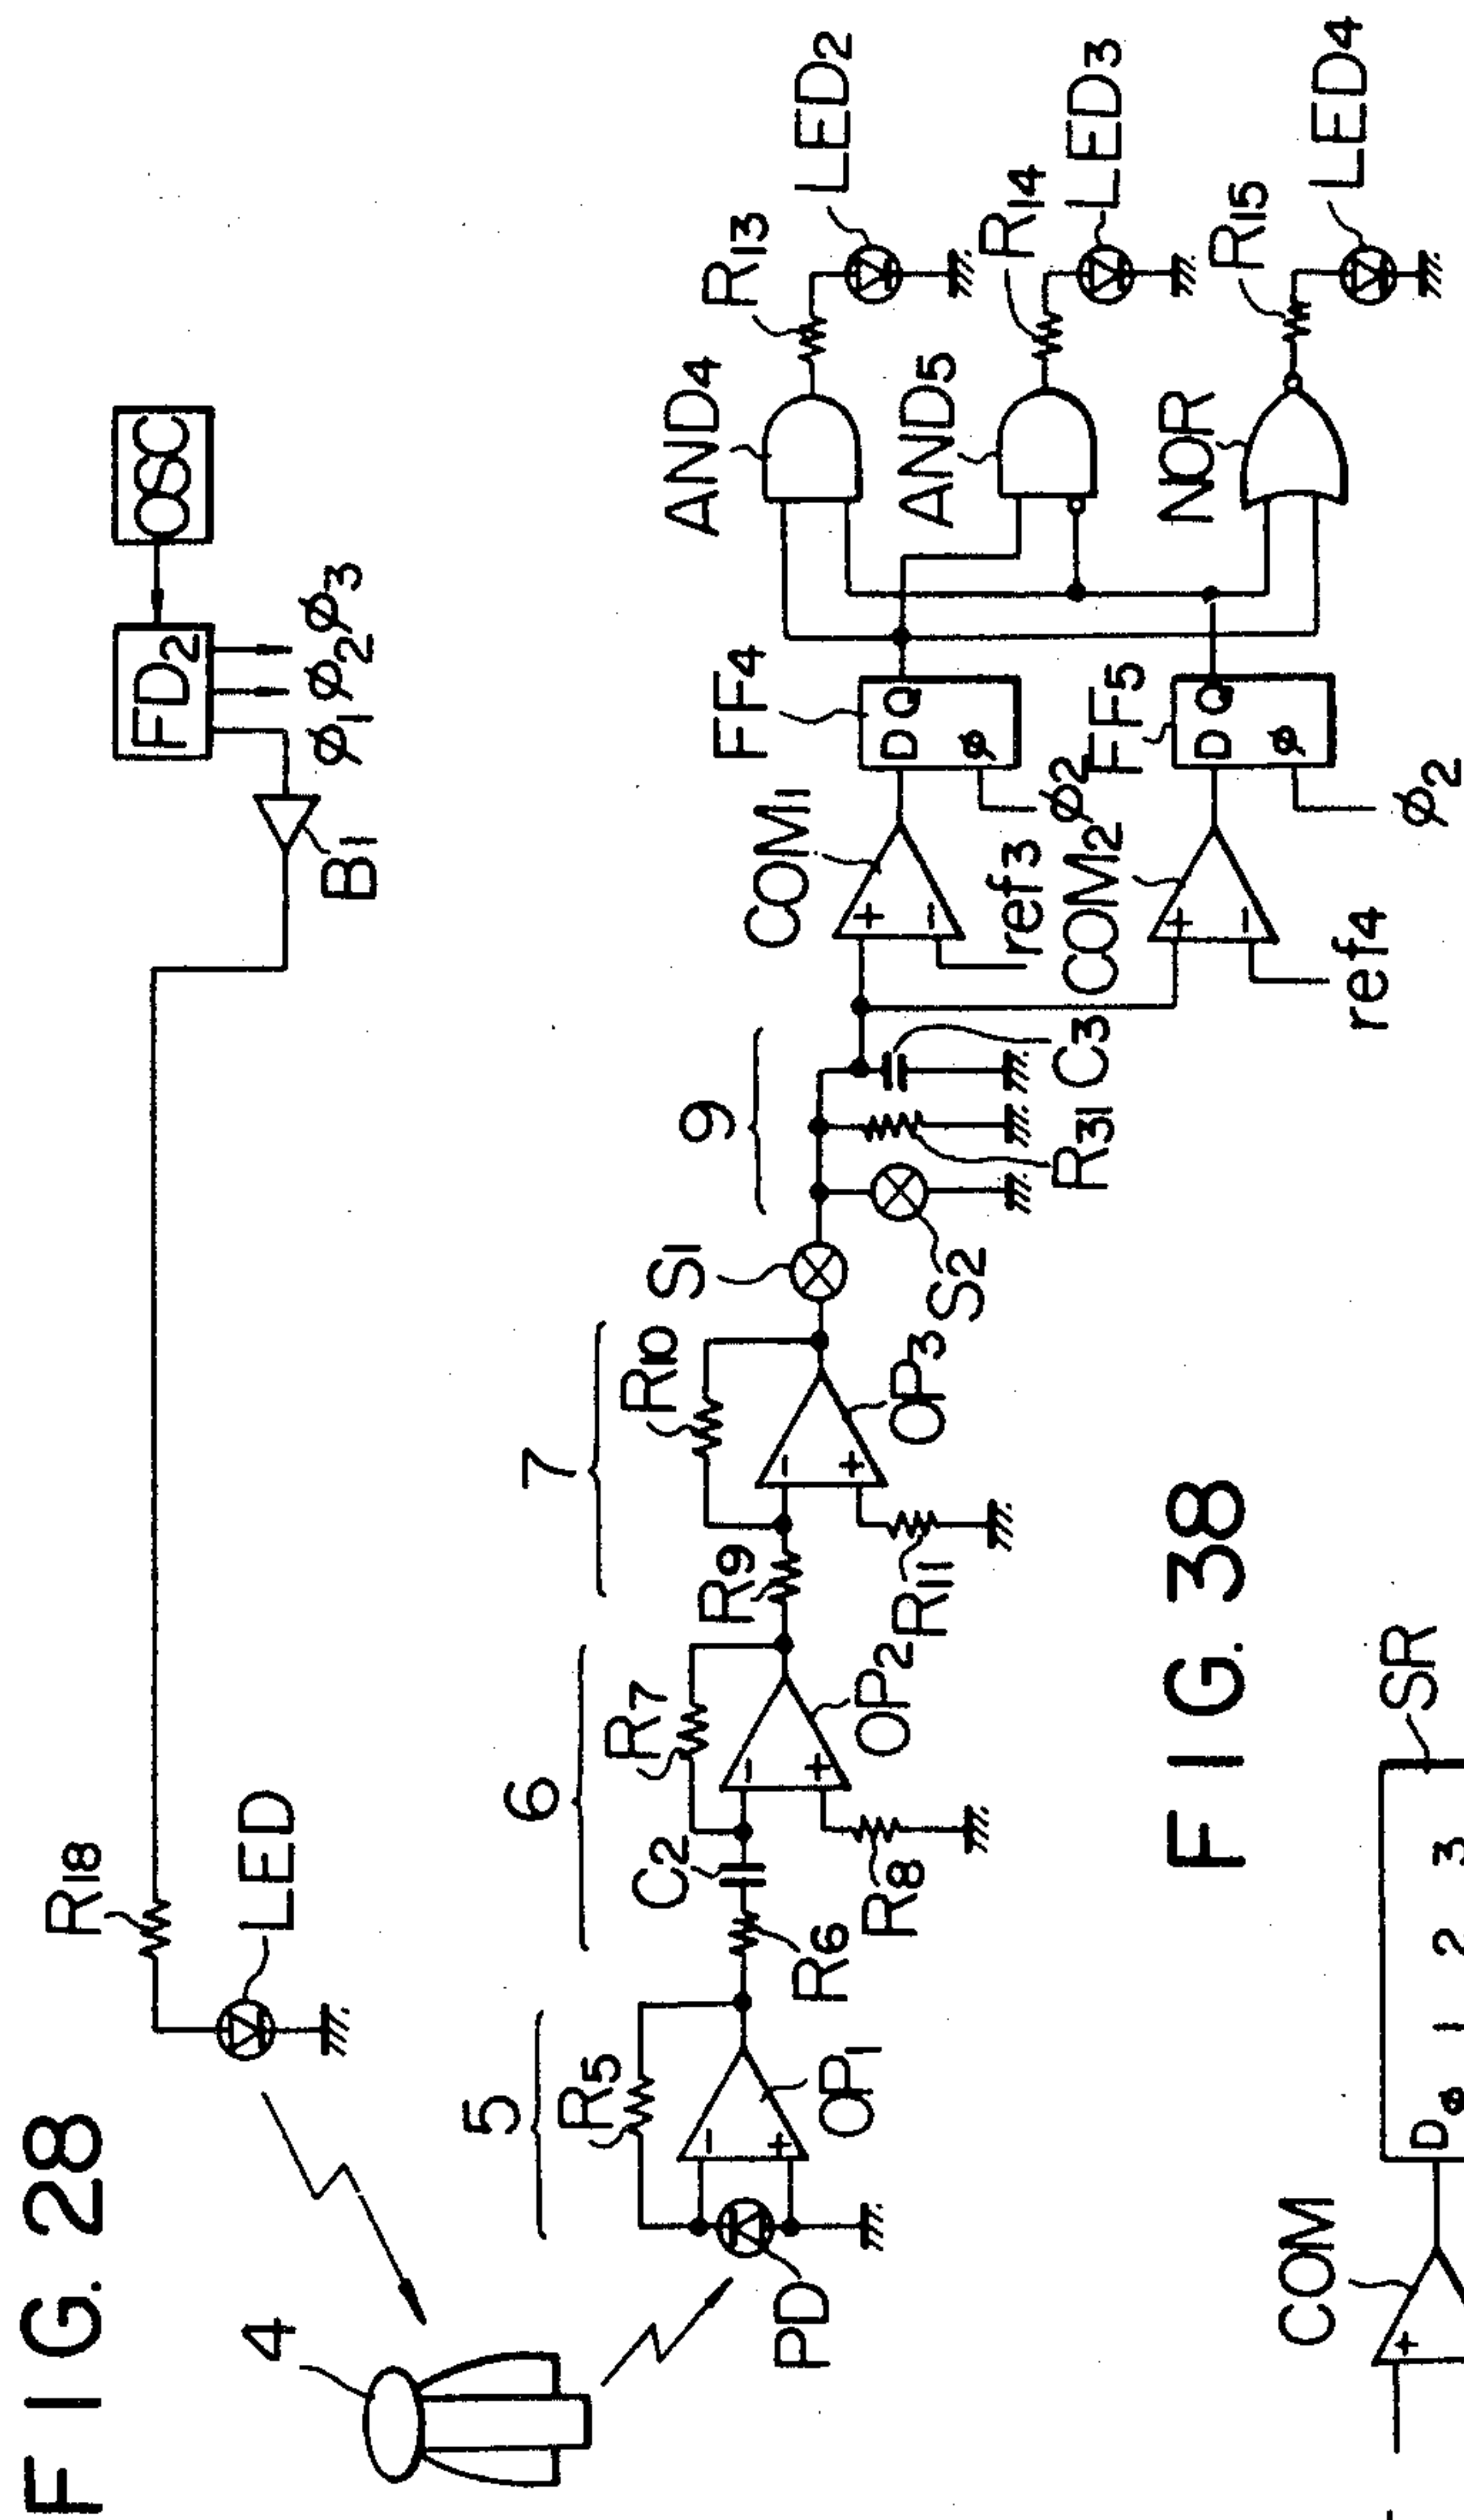 FIG. 28
4
LED
R18
B1
FD2
OSC
φ1 φ2 φ3
PD
5
R5
OP1
6
R6
C2
R7
R8
OP2
7
R9
R10
R11
OP3
S1
S2
9
R31
C3
COM1
ref3
COM2
ref4
FF4
D Q
φ
φ2
FF5
D Q
φ
φ2
AND4
AND5
NOR
R13
LED2
R14
LED3
R15
LED4
FIG. 38
COM
+
D
1 2 3
SR